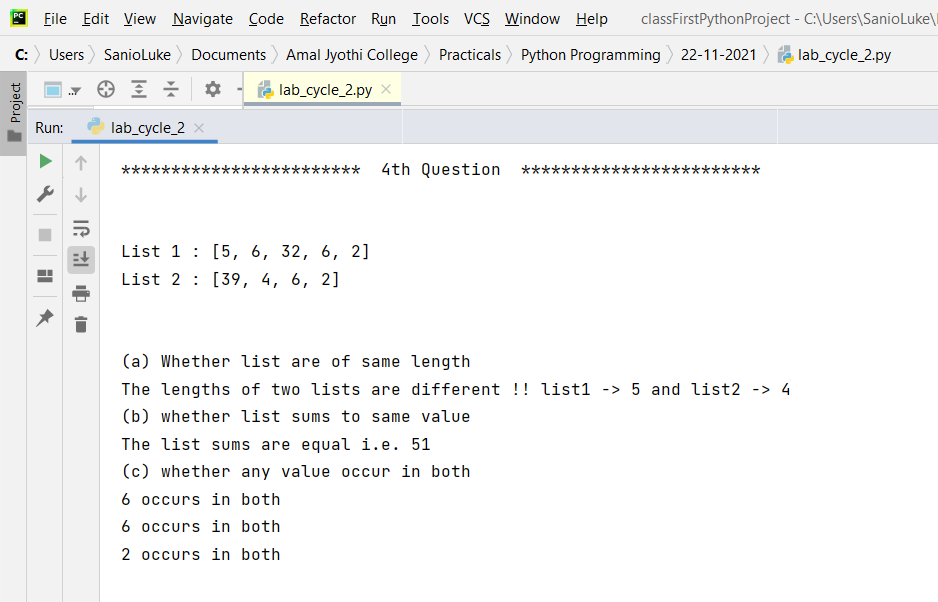 PC File Edit View Navigate Code Refactor Run Tools VCS Window Help classFirstPythonProject - C:\Users\SanioLuke\
C: Users SanioLuke Documents Amal Jyothi College Practicals Python Programming 22-11-2021 lab_cycle_2.py
Project
lab_cycle_2.py
Run: lab_cycle_2
************************ 4th Question ************************
List 1 : [5, 6, 32, 6, 2]
List 2 : [39, 4, 6, 2]
(a) Whether list are of same length
The lengths of two lists are different !! list1 -> 5 and list2 -> 4
(b) whether list sums to same value
The list sums are equal i.e. 51
(c) whether any value occur in both
6 occurs in both
6 occurs in both
2 occurs in both